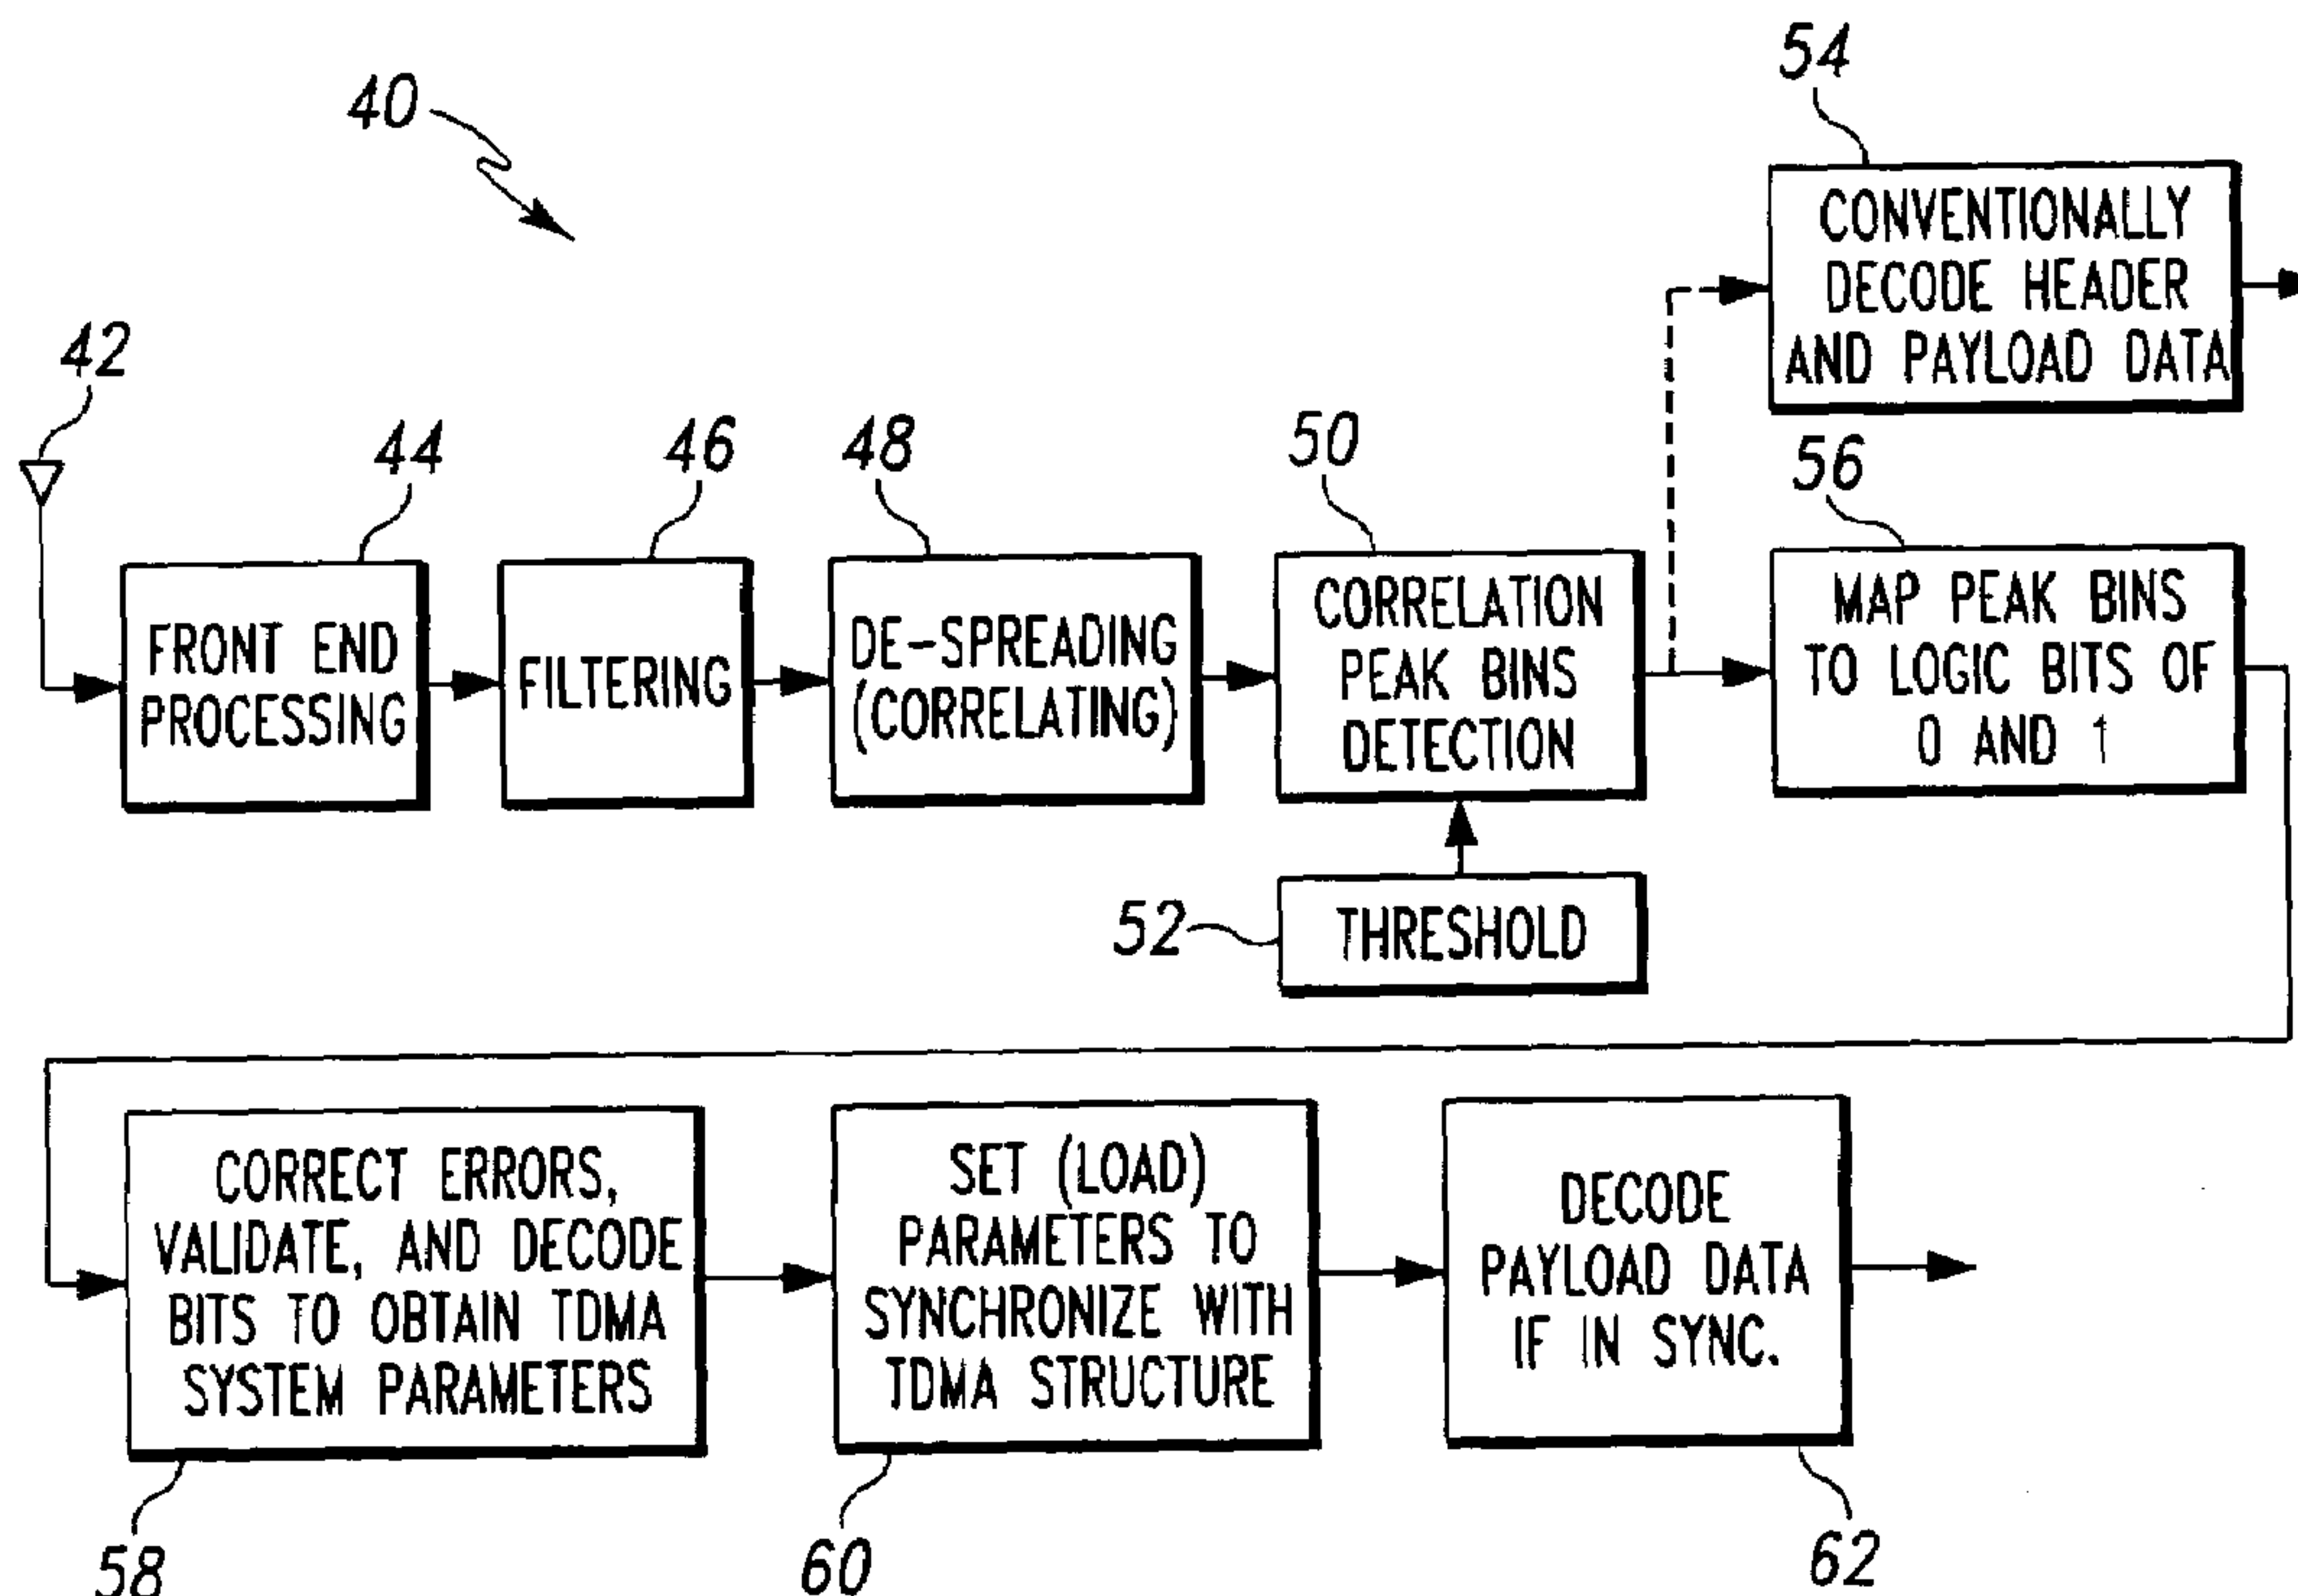 40
54
CONVENTIONALLY
DECODE HEADER
AND PAYLOAD DATA
42
44
46
48
50
56
FRONT END
PROCESSING
FILTERING
DE-SPREADING
(CORRELATING)
CORRELATION
PEAK BINS
DETECTION
MAP PEAK BINS
TO LOGIC BITS OF
0 AND 1
52
THRESHOLD
CORRECT ERRORS,
VALIDATE, AND DECODE
BITS TO OBTAIN TDMA
SYSTEM PARAMETERS
SET (LOAD)
PARAMETERS TO
SYNCHRONIZE WITH
TDMA STRUCTURE
DECODE
PAYLOAD DATA
IF IN SYNC.
58
60
62